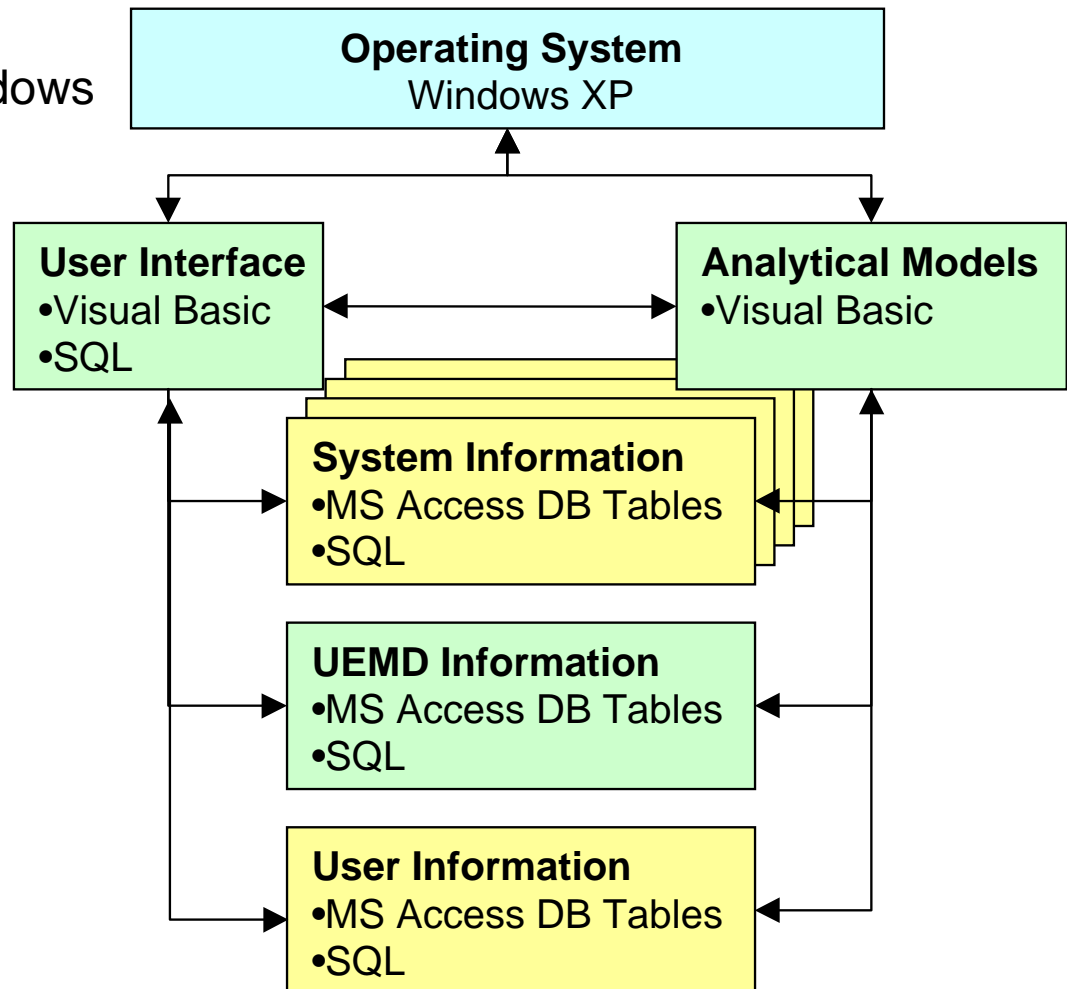 Operating System
dows
Windows XP
User Interface
•Visual Basic
•SQL
Analytical Models
•Visual Basic
System Information
•MS Access DB Tables
•SQL
UEMD Information
•MS Access DB Tables
•SQL
User Information
•MS Access DB Tables
•SQL